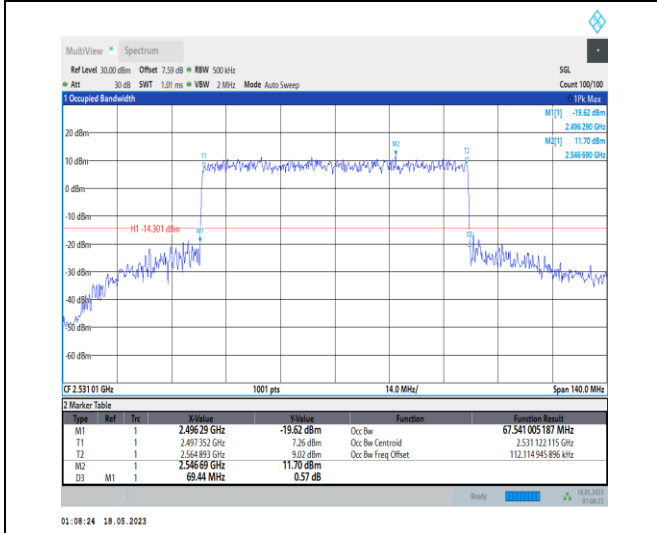 MultiView Spectrum
Ref Level 30.00 dBm Offset 7.59 dB RBW 500 kHz SGL
Att 30 dB SWT 1.01 ms VBW 2 MHz Mode Auto Sweep Count 100/100
1 Occupied Bandwidth 1Pk Max
M1[1] -19.62 dBm
2.496 290 GHz
M2[1] 11.70 dBm
2.546 690 GHz
20 dBm
M2
T1 T2
10 dBm
0 dBm
-10 dBm
H1 -14.301 dBm
M1
D3
-20 dBm
-30 dBm
-40 dBm
-50 dBm
-60 dBm
CF 2.531 01 GHz 1001 pts 14.0 MHz/ Span 140.0 MHz
2 Marker Table
Type Ref Trc X-Value Y-Value Function Function Result
M1 1 2.496 29 GHz -19.62 dBm Occ Bw 67.541 005 187 MHz
T1 1 2.497 352 GHz 7.26 dBm Occ Bw Centroid 2.531 122 115 GHz
T2 1 2.564 893 GHz 9.02 dBm Occ Bw Freq Offset 112.114 945 896 kHz
M2 1 2.546 69 GHz 11.70 dBm
D3 M1 1 69.44 MHz 0.57 dB
Ready 18.05.2023
01:08:23
01:08:24 18.05.2023